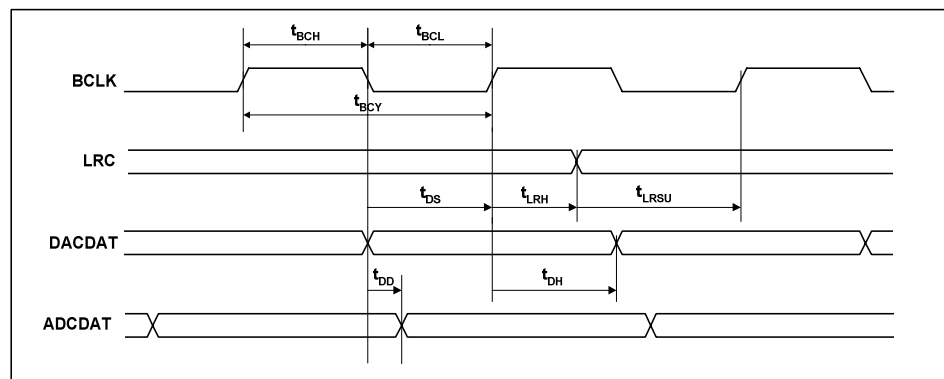 tBCH tBCL
BCLK
tBCY
LRC
tDS tLRH tLRSU
DACDAT
tDD tDH
ADCDAT